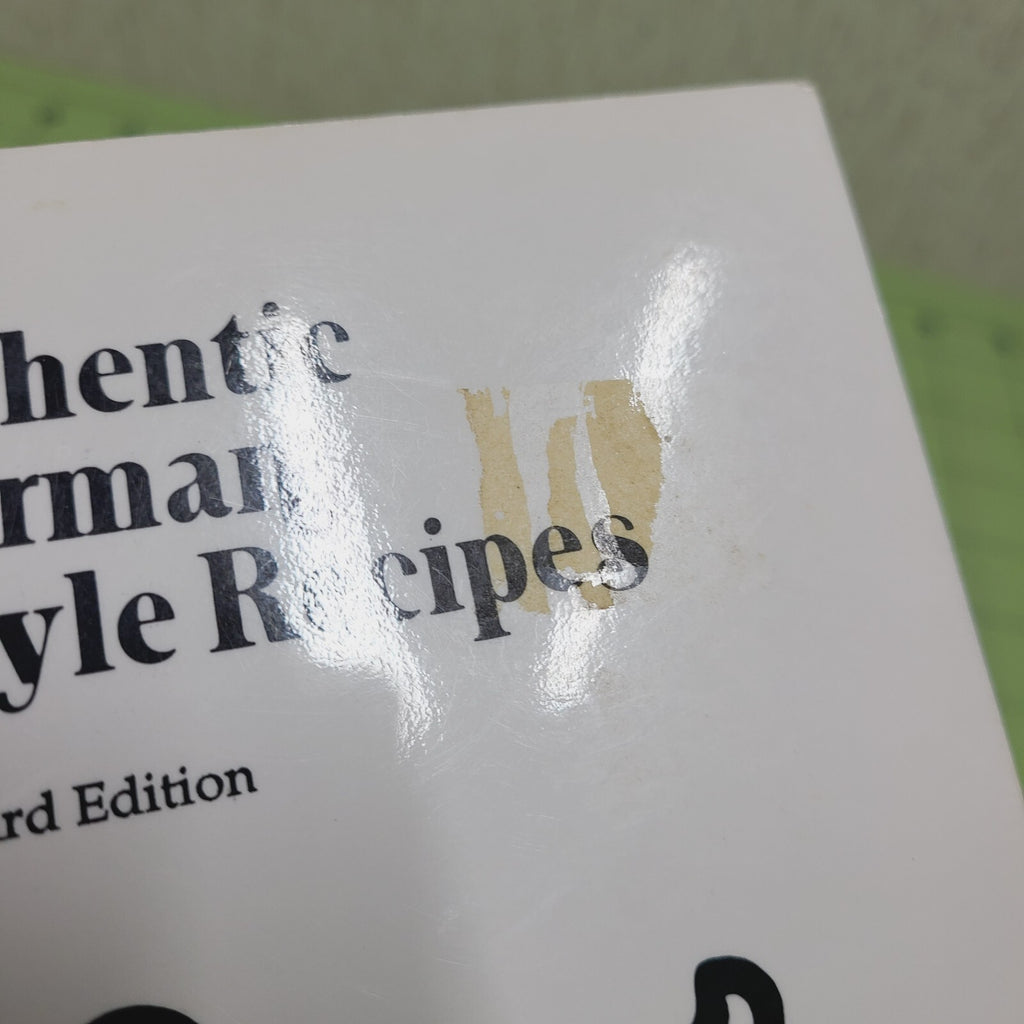 hentic
rman
yle Recipes
rd Edition